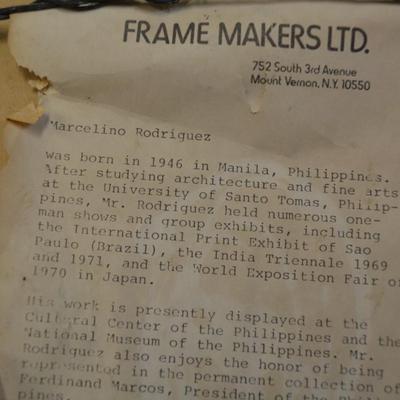 FRAME MAKERS LTD.
752 South 3rd Avenue
Mount Vernon, N.Y. 10550
Marcelino Rodriguez
was born in 1946 in Manila, Philippines.
After studying architecture and fine arts
at the University of Santo Tomas, Philip-
pines, Mr. Rodriguez held numerous one-
man shows and group exhibits, including
the International Print Exhibit of Sao
Paulo (Brazil), the India Triennale 1969
and 1971, and the World Exposition Fair of
1970 in Japan.
His work is presently displayed at the
Cultural Center of the Philippines and the
National Museum of the Philippines. Mr.
Rodriguez also enjoys the honor of being
represented in the permanent collection of
Ferdinand Marcos, President of the
pines.